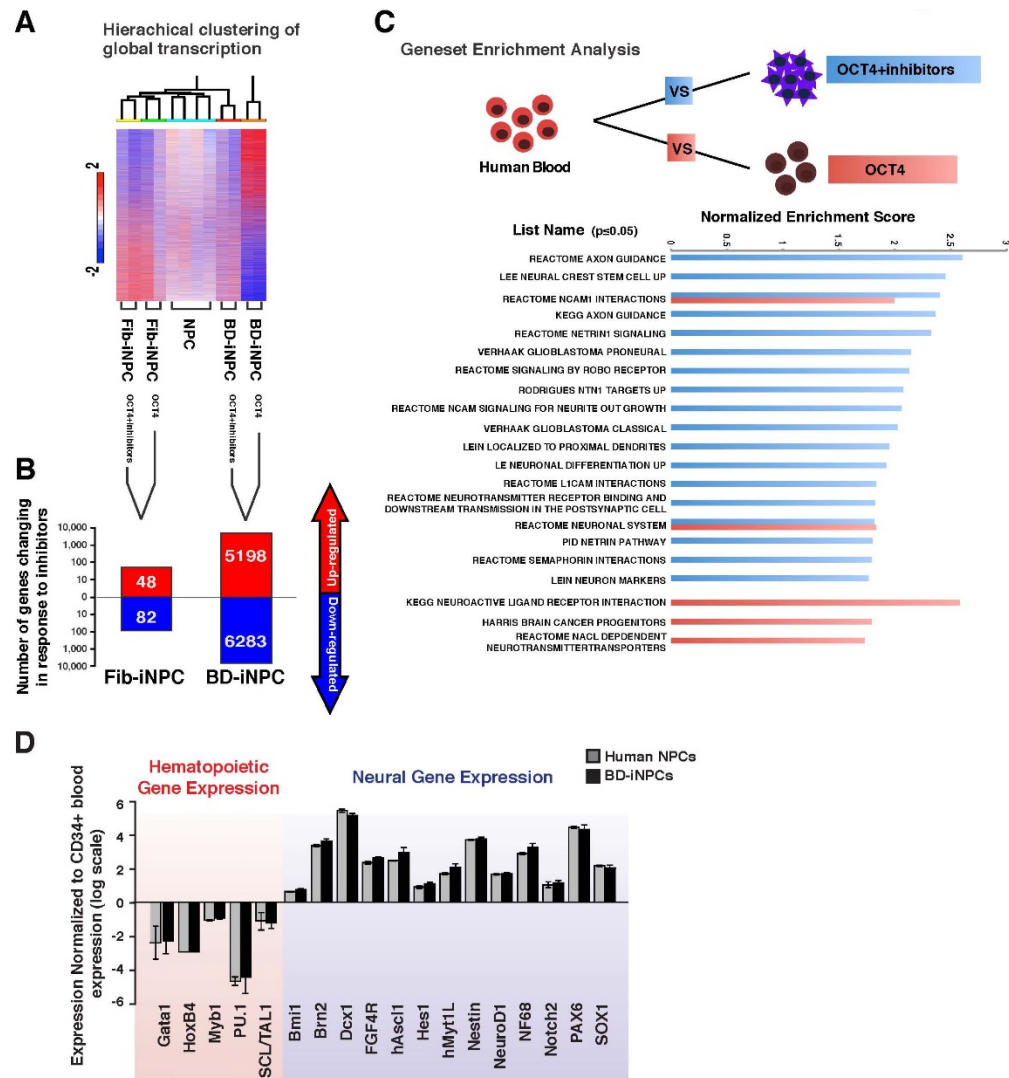 A
Hierachical clustering of
global transcription
2
-2
Fib-iNPC
Fib-iNPC
NPC
BD-iNPC
BD-iNPC
OCT4+inhibitors
OCT4
OCT4+inhibitors
OCT4
B
Number of genes changing
in response to inhibitors
10,000
1,000
100
10
0
10
100
1,000
10,000
48
82
5198
6283
Fib-iNPC
BD-iNPC
Up-regulated
Down-regulated
C
Geneset Enrichment Analysis
Human Blood
VS
VS
OCT4+inhibitors
OCT4
Normalized Enrichment Score
List Name (p≤0.05)
0
0.5
1
1.5
2
2.5
3
REACTOME AXON GUIDANCE
LEE NEURAL CREST STEM CELL UP
REACTOME NCAM1 INTERACTIONS
KEGG AXON GUIDANCE
REACTOME NETRIN1 SIGNALING
VERHAAK GLIOBLASTOMA PRONEURAL
REACTOME SIGNALING BY ROBO RECEPTOR
RODRIGUES NTN1 TARGETS UP
REACTOME NCAM SIGNALING FOR NEURITE OUT GROWTH
VERHAAK GLIOBLASTOMA CLASSICAL
LEIN LOCALIZED TO PROXIMAL DENDRITES
LE NEURONAL DIFFERENTIATION UP
REACTOME L1CAM INTERACTIONS
REACTOME NEUROTRANSMITTER RECEPTOR BINDING AND
DOWNSTREAM TRANSMISSION IN THE POSTSYNAPTIC CELL
REACTOME NEURONAL SYSTEM
PID NETRIN PATHWAY
REACTOME SEMAPHORIN INTERACTIONS
LEIN NEURON MARKERS
KEGG NEUROACTIVE LIGAND RECEPTOR INTERACTION
HARRIS BRAIN CANCER PROGENITORS
REACTOME NACL DEPDENDENT
NEUROTRANSMITTERTRANSPORTERS
D
Hematopoietic
Gene Expression
Neural Gene Expression
Human NPCs
BD-iNPCs
Expression Normalized to CD34+ blood
expression (log scale)
6
4
2
0
-2
-4
-6
Gata1
HoxB4
Myb1
PU.1
SCL/TAL1
Bmi1
Brn2
Dcx1
FGF4R
hAscl1
Hes1
hMyt1L
Nestin
NeuroD1
NF68
Notch2
PAX6
SOX1